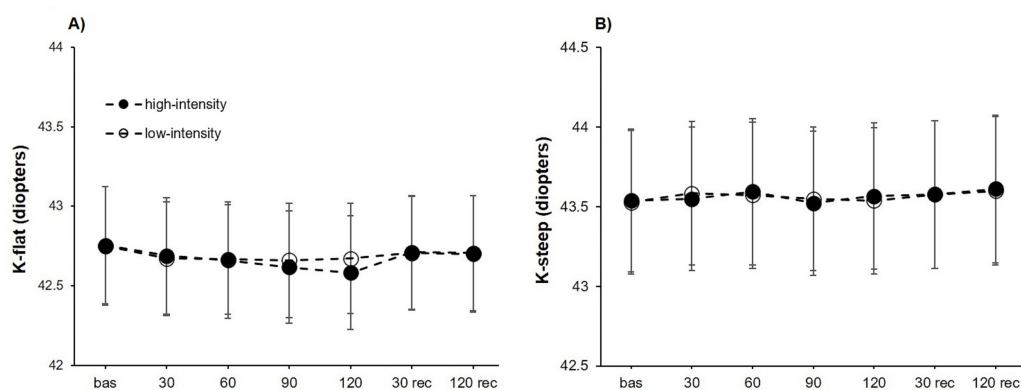 A)
K-flat (diopters)
44
43.5
43
42.5
42
high-intensity
low-intensity
bas 30 60 90 120 30 rec 120 rec
B)
K-steep (diopters)
44.5
44
43.5
43
42.5
bas 30 60 90 120 30 rec 120 rec